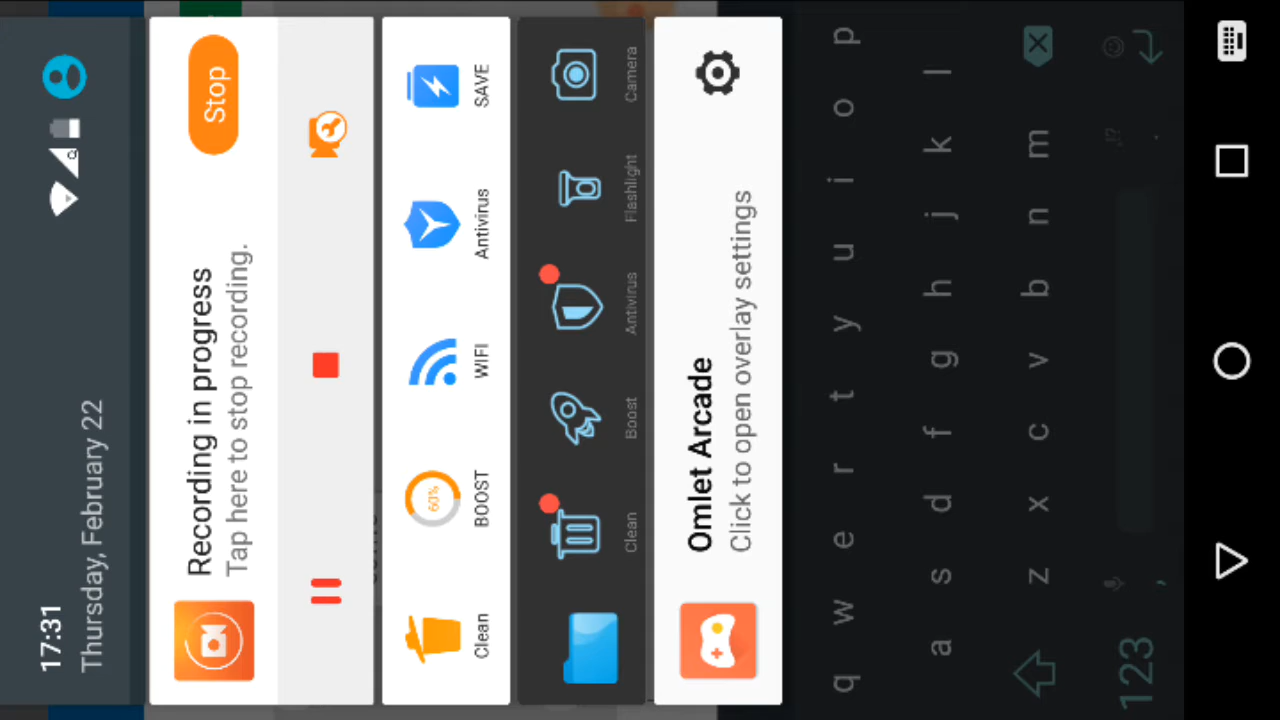 17:31
Thursday, February 22
Recording in progress
Tap here to stop recording.
Stop
Clean
BOOST
60%
WIFI
Antivirus
SAVE
Clean
Boost
Antivirus
Flashlight
Camera
Omlet Arcade
Click to open overlay settings
q w e r t y u i o p
a s d f g h j k l
z x c v b n m
123 , .